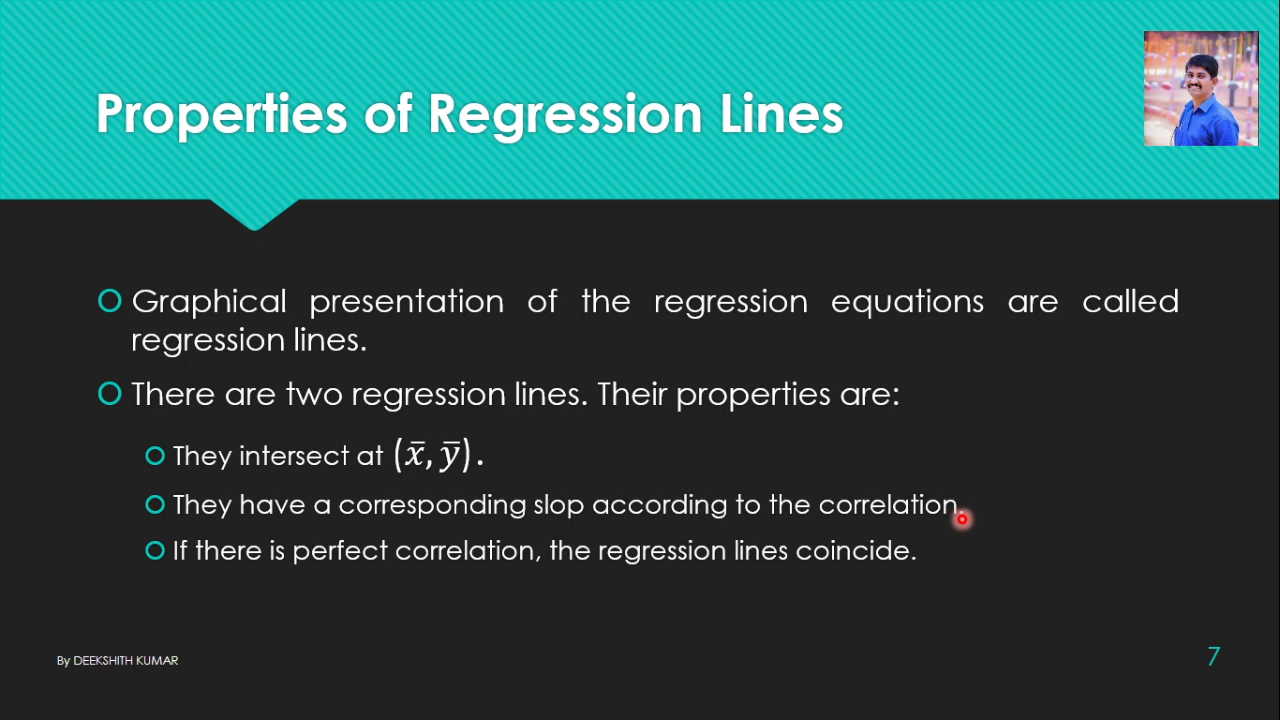 Properties of Regression Lines
Graphical presentation of the regression equations are called
regression lines.
There are two regression lines. Their properties are:
They intersect at (x̄, ȳ).
They have a corresponding slop according to the correlation.
If there is perfect correlation, the regression lines coincide.
By DEEKSHITH KUMAR
7